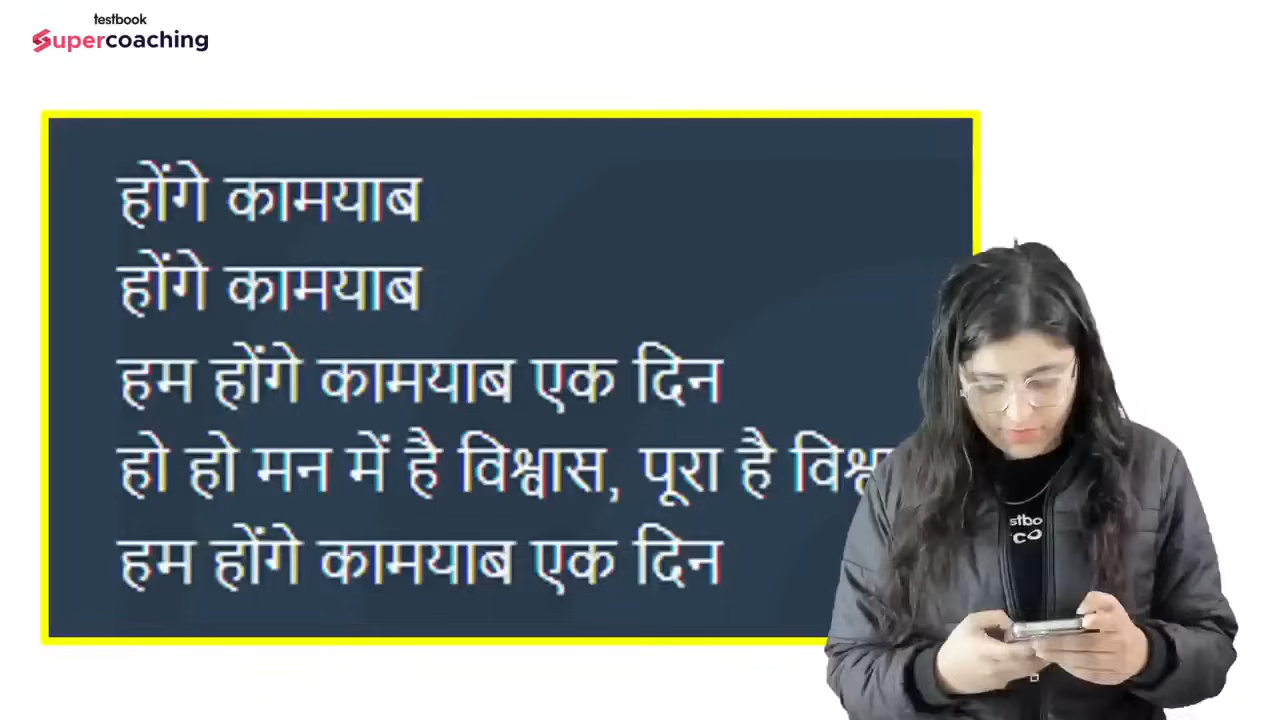 testbook
Supercoaching
होंगे कामयाब
होंगे कामयाब
हम होंगे कामयाब एक दिन
हो हो मन में है विश्वास, पूरा है
हम होंगे कामयाब एक दिन